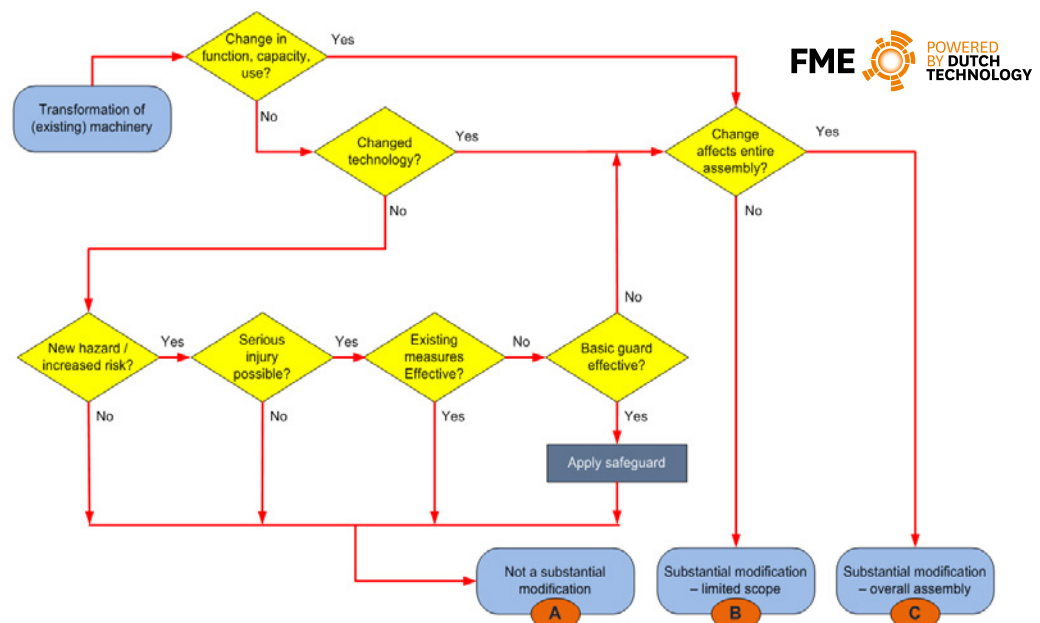 Change in
function, capacity,
use?
Yes
FME
POWERED
BY DUTCH
TECHNOLOGY
Transformation of
(existing) machinery
No
Changed
technology?
Yes
Change
affects entire
assembly?
Yes
No
No
New hazard /
increased risk?
Yes
Serious
injury
possible?
Yes
Existing
measures
Effective?
No
Basic guard
effective?
No
No
No
Yes
Yes
Apply safeguard
Not a substantial
modification
A
Substantial modification
– limited scope
B
Substantial modification
– overall assembly
C